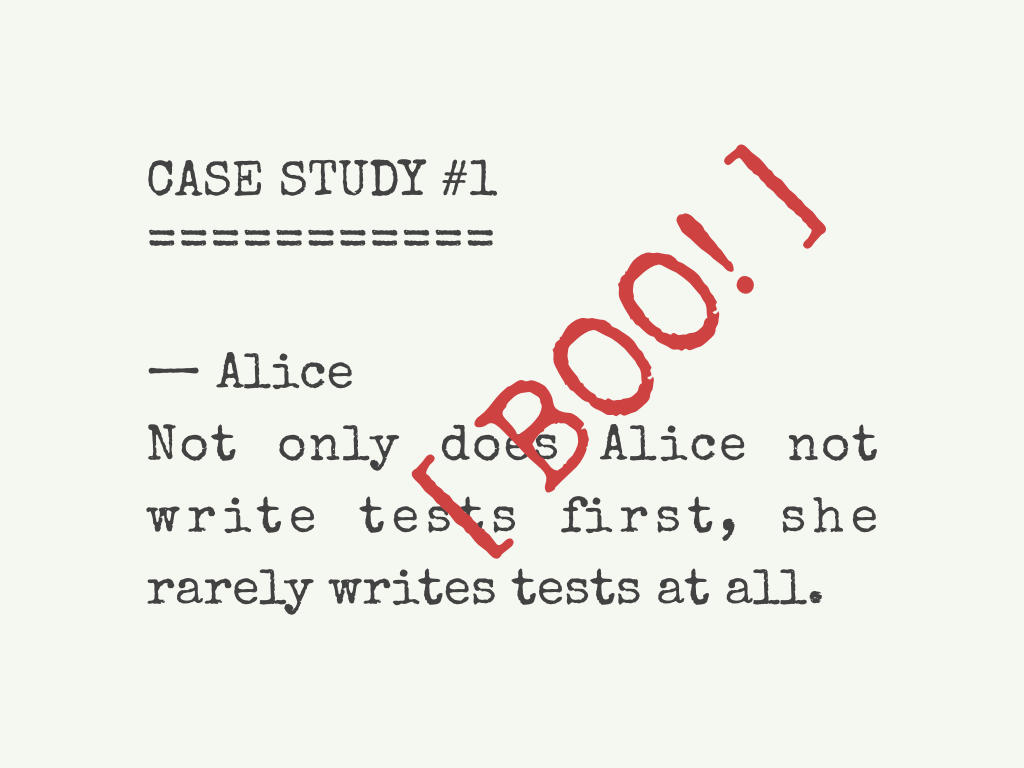 CASE STUDY #1
===========
— Alice
Not only does Alice not
write tests first, she
rarely writes tests at all.
[ BOO! ]